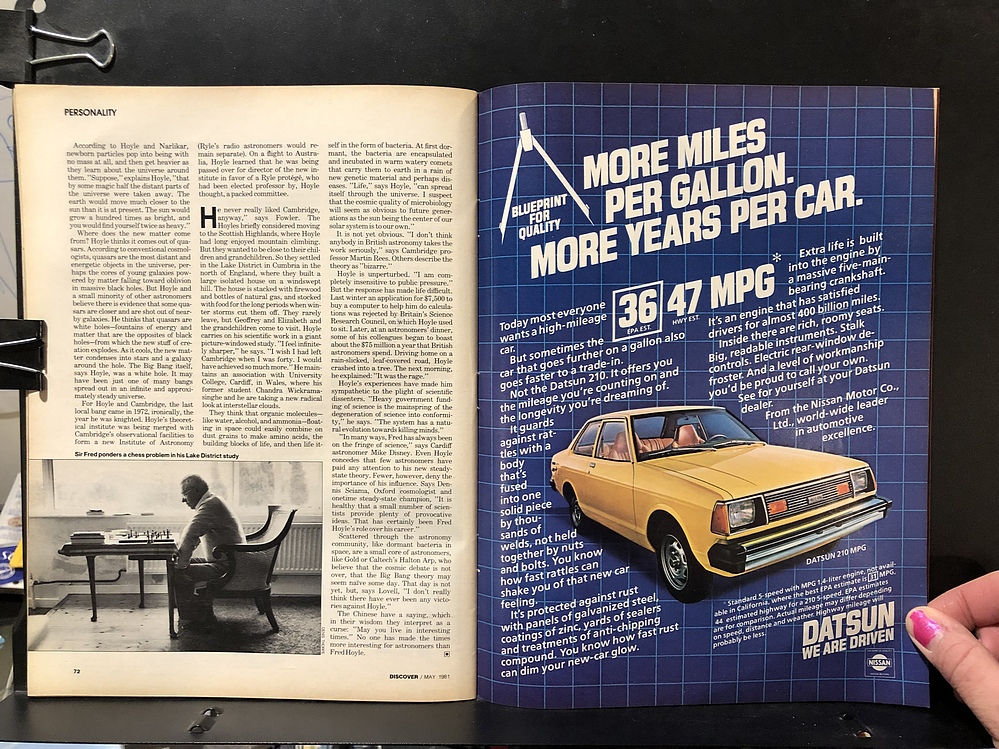 PERSONALITY
According to Hoyle and Narlikar,
newborn particles pop into being with
no mass at all, and then get heavier as
they learn about the universe around
them. "Suppose," explains Hoyle, "that
by some magic half the distant parts of
the universe were taken away. The
earth would move much closer to the
sun than it is at present. The sun would
grow a hundred times as bright, and
you would find yourself twice as heavy."
Where does the new matter come
from? Hoyle thinks it comes out of qua-
sars. According to conventional cosmol-
ogists, quasars are the most distant and
energetic objects in the universe, per-
haps the cores of young galaxies pow-
ered by matter falling toward oblivion
in massive black holes. But Hoyle and
a small minority of other astronomers
believe there is evidence that some qua-
sars are closer and are shot out of near-
by galaxies. He thinks that quasars are
white holes—fountains of energy and
matter that are the opposites of black
holes—from which the new stuff of cre-
ation explodes. As it cools, the new mat-
ter condenses into stars and a galaxy
around the hole. The Big Bang itself,
says Hoyle, was a white hole. It may
have been just one of many bangs
spread out in an infinite and approxi-
mately steady universe.
For Hoyle and Cambridge, the last
local bang came in 1972, ironically, the
year he was knighted. Hoyle's theoret-
ical institute was being merged with
Cambridge's observational facilities to
form a new Institute of Astronomy
(Ryle's radio astronomers would re-
main separate). On a flight to Austra-
lia, Hoyle learned that he was being
passed over for director of the new in-
stitute in favor of a Ryle protégé, who
had been elected professor by, Hoyle
thought, a packed committee.
He never really liked Cambridge,
anyway," says Fowler. The
Hoyles briefly considered moving
to the Scottish Highlands, where Hoyle
had long enjoyed mountain climbing.
But they wanted to be close to their chil-
dren and grandchildren. So they settled
in the Lake District in Cumbria in the
north of England, where they built a
large isolated house on a windswept
hill. The house is stacked with firewood
and bottles of natural gas, and stocked
with food for the long periods when win-
ter storms cut them off. They rarely
leave, but Geoffrey and Elizabeth and
the grandchildren come to visit. Hoyle
carries on his scientific work in a giant
picture-windowed study. "I feel infinite-
ly sharper," he says. "I wish I had left
Cambridge when I was forty. I would
have achieved so much more." He main-
tains an association with University
College, Cardiff, in Wales, where his
former student Chandra Wickrama-
singhe and he are taking a new radical
look at interstellar clouds.
They think that organic molecules—
like water, alcohol, and ammonia—float-
ing in space could easily combine on
dust grains to make amino acids, the
building blocks of life, and then life it-
self in the form of bacteria. At first dor-
mant, the bacteria are encapsulated
and incubated in warm watery comets
that carry them to earth in a rain of
new genetic material and perhaps dis-
eases. "Life," says Hoyle, "can spread
itself through the universe. I suspect
that the cosmic quality of microbiology
will seem as obvious to future gener-
ations as the sun being the center of our
solar system is to our own."
It is not yet obvious. "I don't think
anybody in British astronomy takes the
work seriously," says Cambridge pro-
fessor Martin Rees. Others describe the
theory as "bizarre."
Hoyle is unperturbed. "I am com-
pletely insensitive to public pressure."
But the response has made life difficult.
Last winter an application for $7,500 to
buy a computer to help him do calcula-
tions was rejected by Britain's Science
Research Council, on which Hoyle used
to sit. Later, at an astronomers' dinner,
some of his colleagues began to boast
about the $75 million a year that British
astronomers spend. Driving home on a
rain-slicked, leaf-covered road, Hoyle
crashed into a tree. The next morning,
he explained: "It was the rage."
Hoyle's experiences have made him
sympathetic to the plight of scientific
dissenters. "Heavy government fund-
ing of science is the mainspring of the
degeneration of science into conformi-
ty," he says. "The system has a natu-
ral evolution towards killing minds."
"In many ways, Fred has always been
on the fringe of science," says Cardiff
astronomer Mike Disney. Even Hoyle
concedes that few astronomers have
paid any attention to his new steady-
state theory. Fewer, however, deny the
importance of his influence. Says Den-
nis Sciama, Oxford cosmologist and
onetime steady-state champion, "It is
healthy that a small number of scien-
tists provide plenty of provocative
ideas. That has certainly been Fred
Hoyle's role over his career."
Scattered through the astronomy
community, like dormant bacteria in
space, are a small core of astronomers,
like Gold or Caltech's Halton Arp, who
believe that the cosmic debate is not
over, that the Big Bang theory may
seem naïve some day. That day is not
yet, but, says Lovell, "I don't really
think there have ever been any victo-
ries against Hoyle."
The Chinese have a saying, which
in their wisdom they interpret as a
curse: "May you live in interesting
times." No one has made the times
more interesting for astronomers than
Fred Hoyle.
Sir Fred ponders a chess problem in his Lake District study
72
DISCOVER / MAY 1981
BLUEPRINT
FOR
QUALITY
MORE MILES
PER GALLON.
MORE YEARS PER CAR.
36 47 MPG*
EPA EST.
HWY EST.
Today most everyone
wants a high-mileage
car.
But sometimes the
car that goes further on a gallon also
goes faster to a trade-in.
Not the Datsun 210. It offers you
the mileage you're counting on and
the longevity you're dreaming of.
It guards
against rat-
tles with a
body
that's
fused
into one
solid piece
by thou-
sands of
welds, not held
together by nuts
and bolts. You know
how fast rattles can
shake you of that new-car
feeling.
It's protected against rust
with panels of galvanized steel,
coatings of zinc, yards of sealers
and treatments of anti-chipping
compound. You know how fast rust
can dim your new-car glow.
Extra life is built
into the engine by
a massive five-main-
bearing crankshaft.
It's an engine that has satisfied
drivers for almost 400 billion miles.
Inside there are rich, roomy seats.
Big, readable instruments. Stalk
controls. Electric rear-window de-
froster. And a level of workmanship
you'd be proud to call your own.
See for yourself at your Datsun
dealer.
From the Nissan Motor Co.,
Ltd., world-wide leader
in automotive
excellence.
DATSUN 210 MPG
* Standard 5-speed with MPG 1.4-liter engine, not avail-
able in California, where the best EPA estimate is 31 MPG,
44 estimated highway for 210 5-speed. EPA estimates
are for comparison. Actual mileage may differ depending
on speed, distance and weather. Highway mileage will
probably be less.
DATSUN
WE ARE DRIVEN
NISSAN